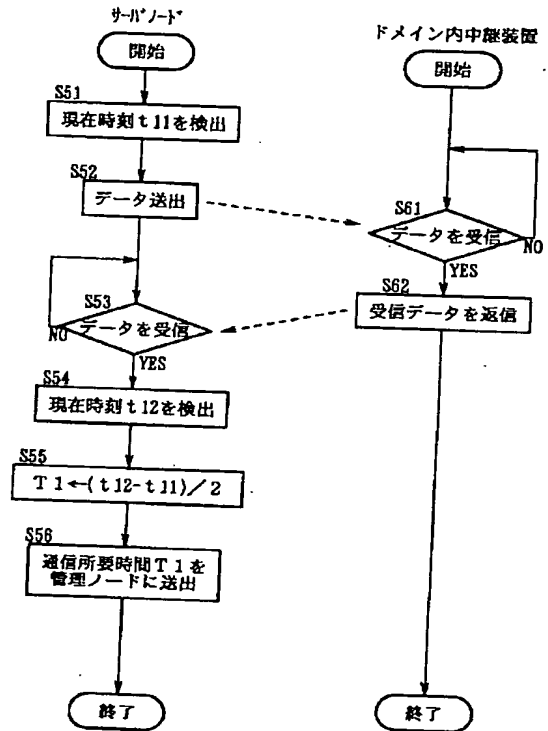 サーバノード
開始
S51
現在時刻t11を検出
S52
データ送出
S53
データを受信
NO
YES
S54
現在時刻t12を検出
S55
T1←(t12-t11)/2
S56
通信所要時間T1を
管理ノードに送出
終了
ドメイン内中継装置
開始
S61
データを受信
NO
YES
S62
受信データを返信
終了